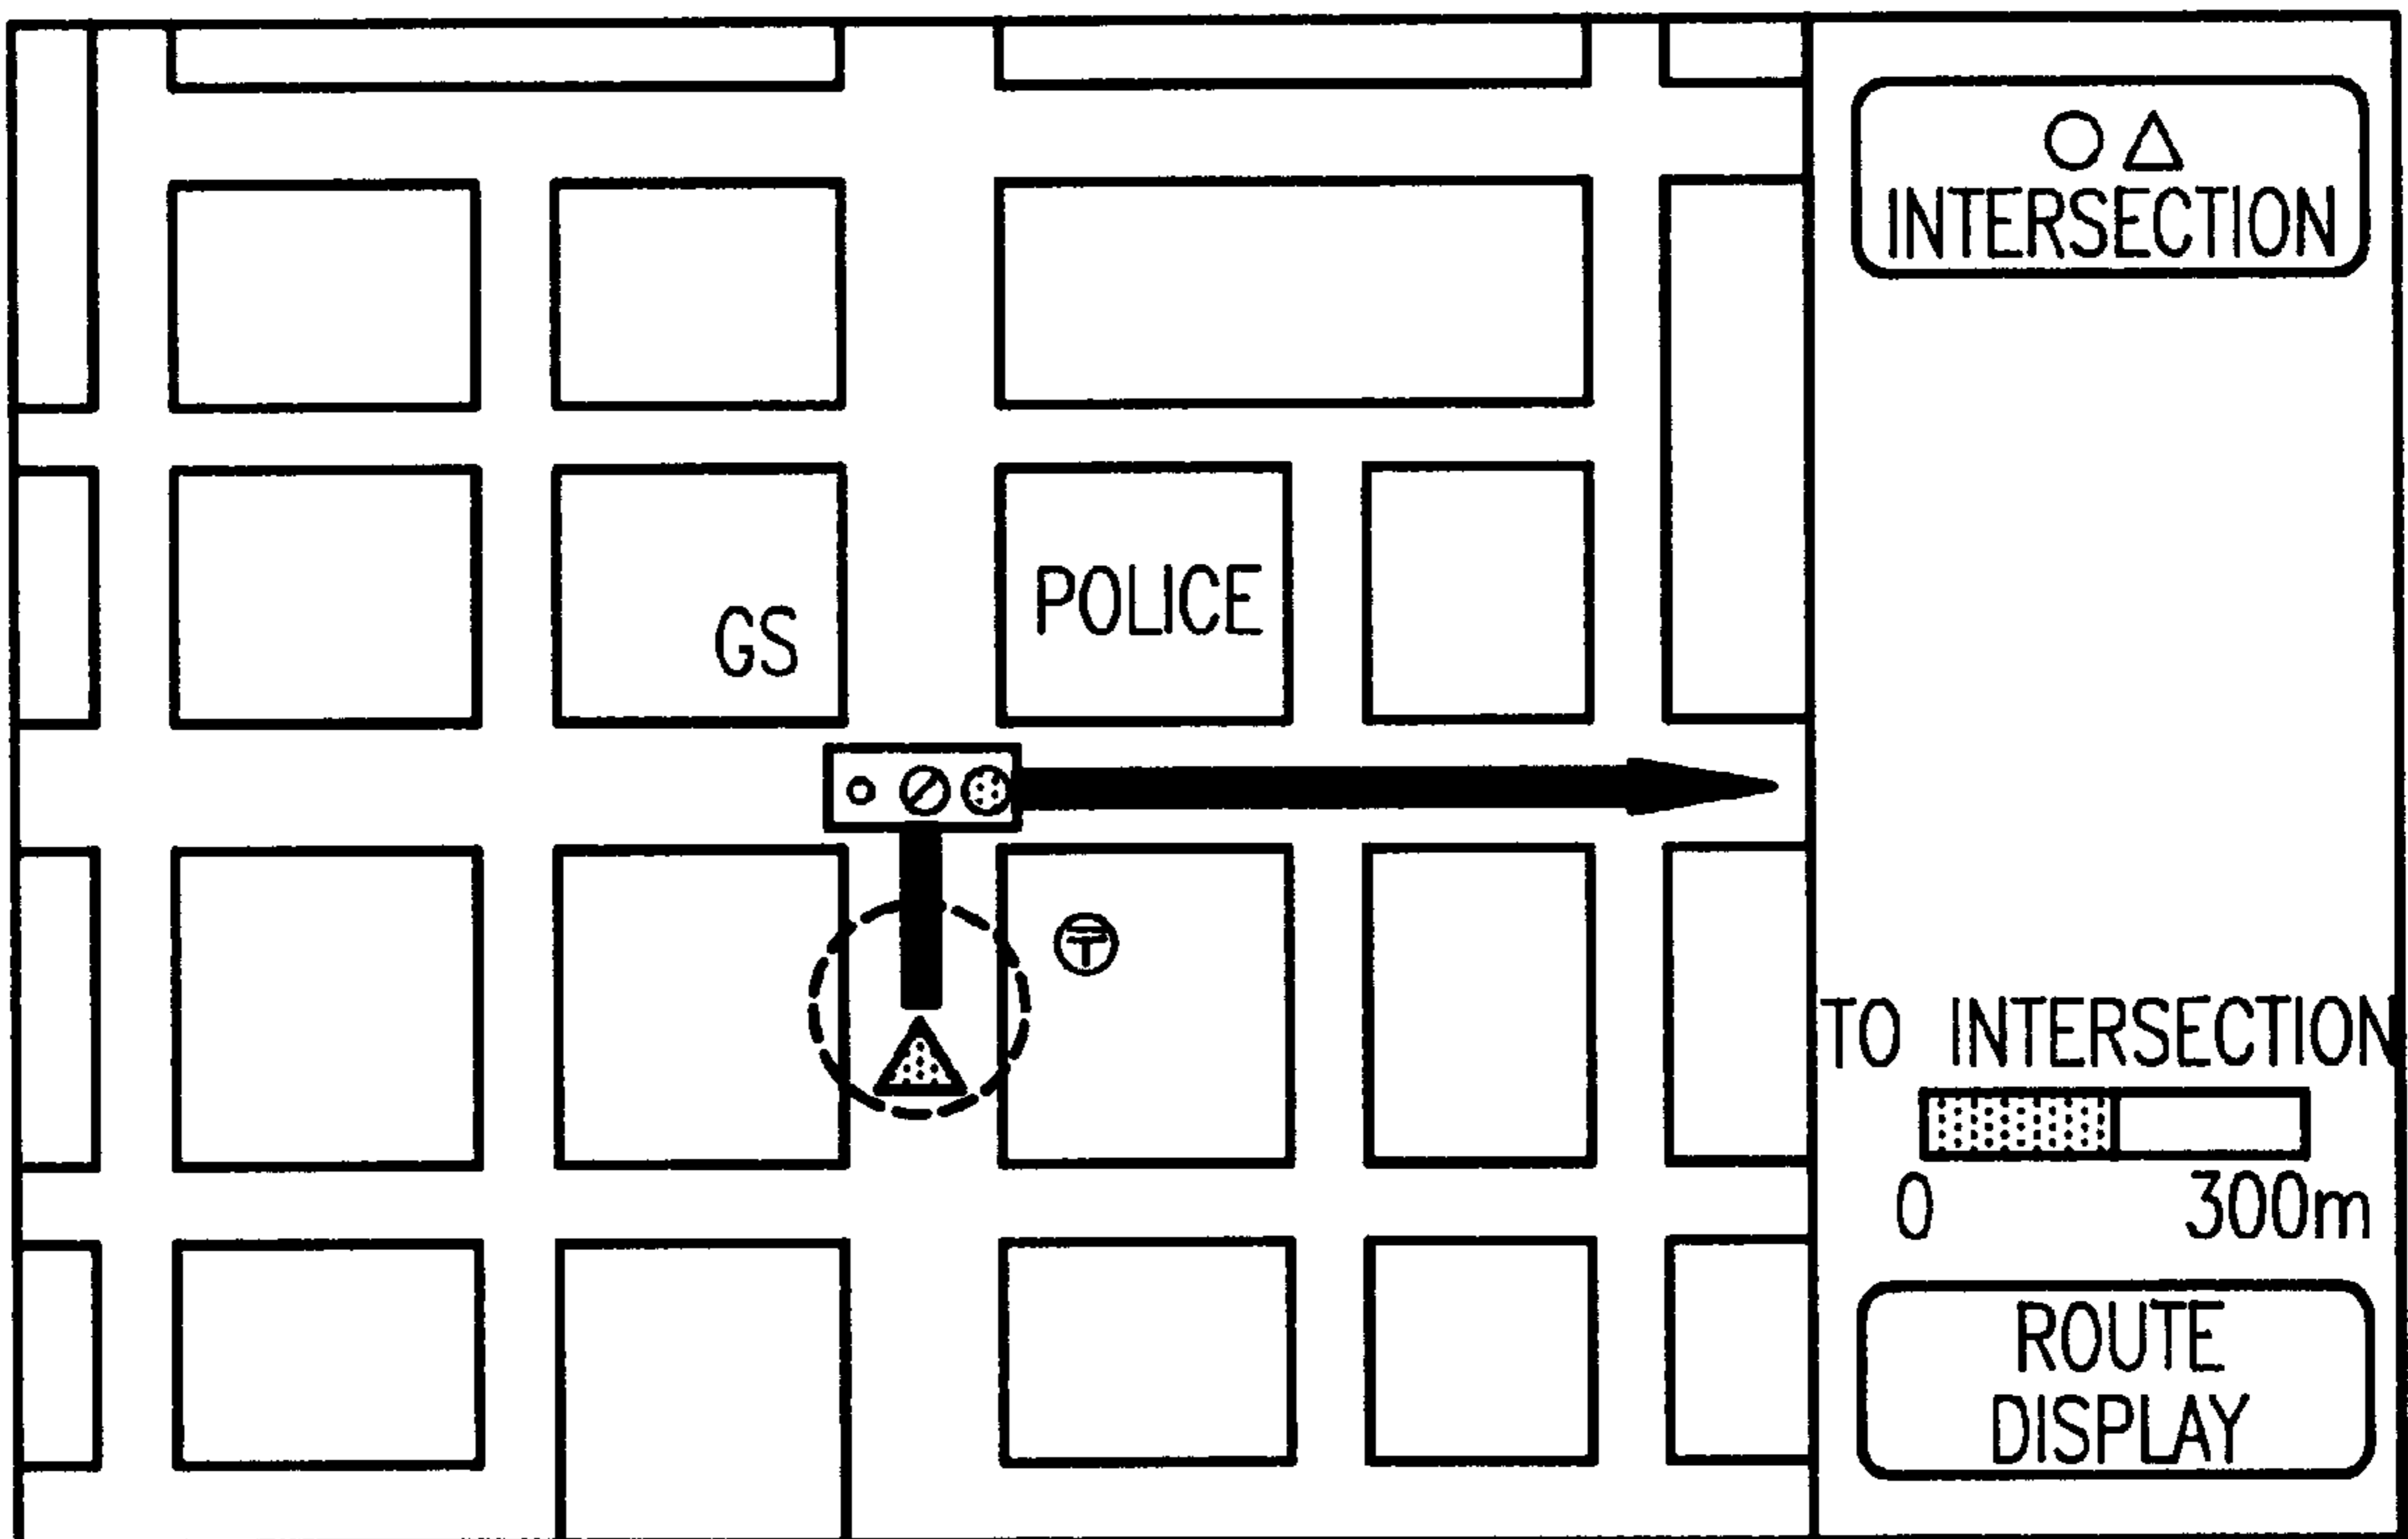 ○△
INTERSECTION
POLICE
GS
〒
TO INTERSECTION
0 300m
ROUTE
DISPLAY